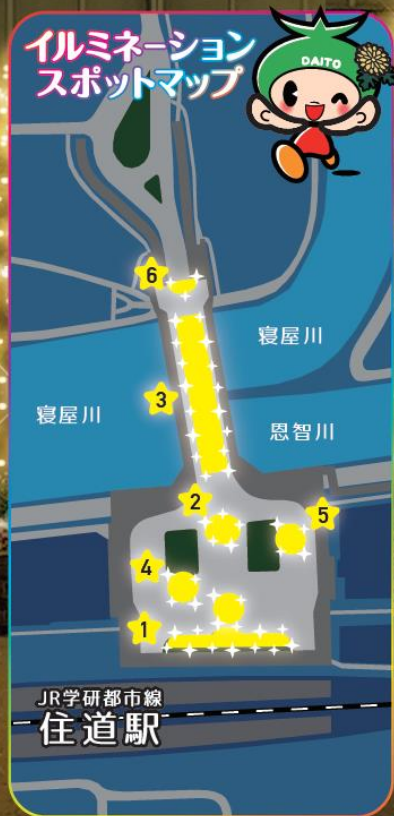 イルミネーション
スポットマップ
DAITO
6
寝屋川
3
寝屋川
恩智川
2
5
4
1
JR学研都市線
住道駅